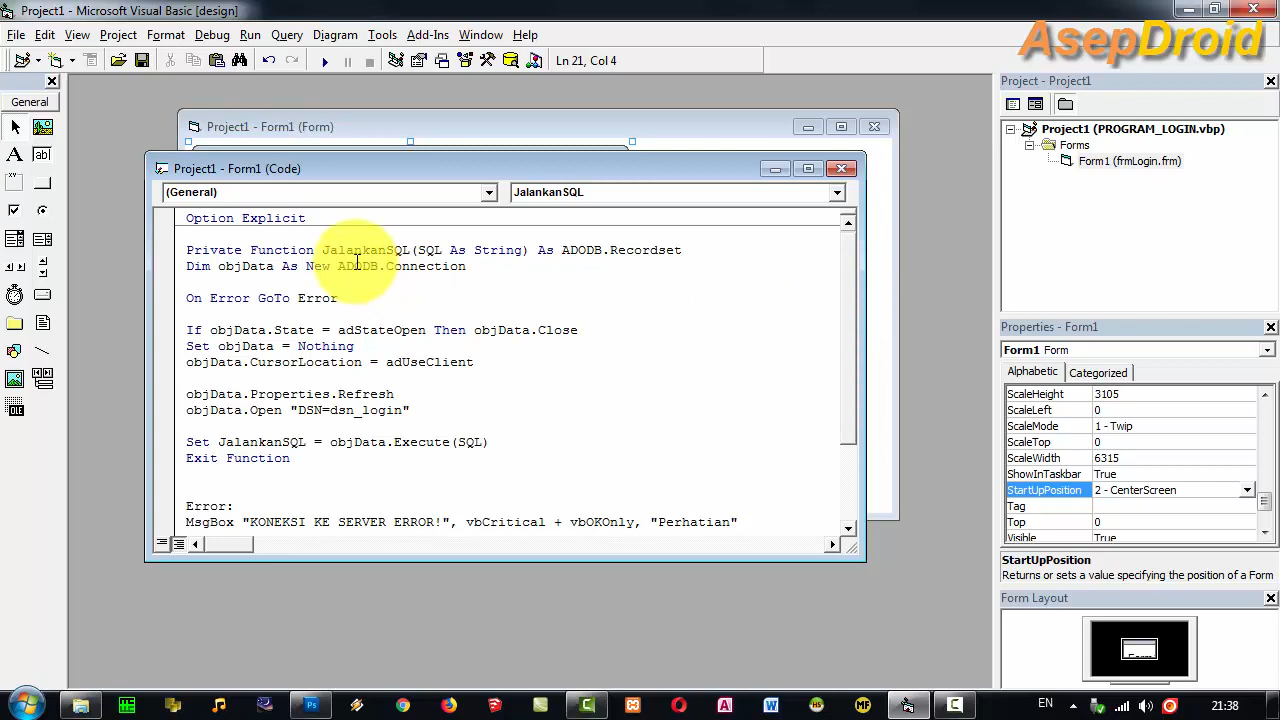 Project1 - Microsoft Visual Basic [design]
File Edit View Project Format Debug Run Query Diagram Tools Add-Ins Window Help
AsepDroid
Ln 21, Col 4
General
Project1 - Form1 (Form)
Project1 - Form1 (Code)
(General) JalankanSQL
Option Explicit
Private Function JalankanSQL(SQL As String) As ADODB.Recordset
Dim objData As New ADODB.Connection
On Error GoTo Error
If objData.State = adStateOpen Then objData.Close
Set objData = Nothing
objData.CursorLocation = adUseClient
objData.Properties.Refresh
objData.Open "DSN=dsn_login"
Set JalankanSQL = objData.Execute(SQL)
Exit Function
Error:
MsgBox "KONEKSI KE SERVER ERROR!", vbCritical + vbOKOnly, "Perhatian"
Project - Project1
Project1 (PROGRAM_LOGIN.vbp)
Forms
Form1 (frmLogin.frm)
Properties - Form1
Form1 Form
Alphabetic Categorized
ScaleHeight 3105
ScaleLeft 0
ScaleMode 1 - Twip
ScaleTop 0
ScaleWidth 6315
ShowInTaskbar True
StartUpPosition 2 - CenterScreen
Tag
Top 0
Visible True
StartUpPosition
Returns or sets a value specifying the position of a Form
Form Layout
EN 21:38